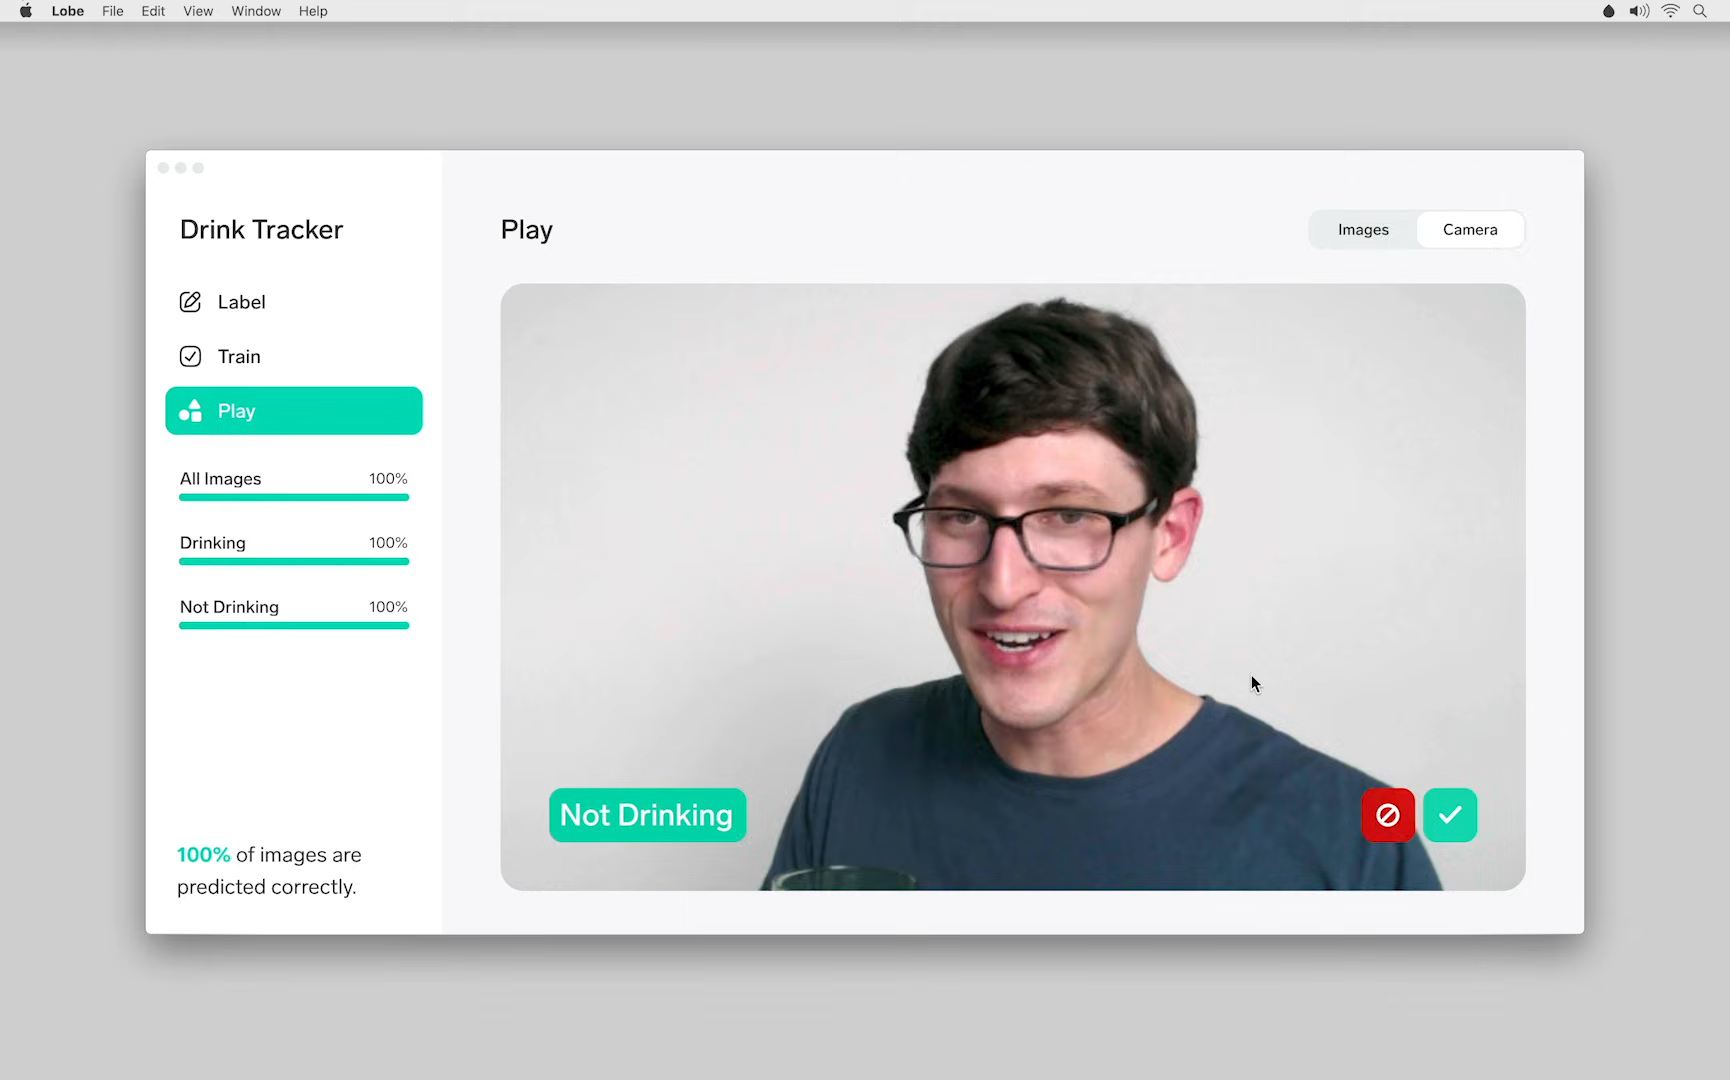 Lobe File Edit View Window Help
Drink Tracker
Label
Train
Play
All Images 100%
Drinking 100%
Not Drinking 100%
100% of images are
predicted correctly.
Play
Images Camera
Not Drinking